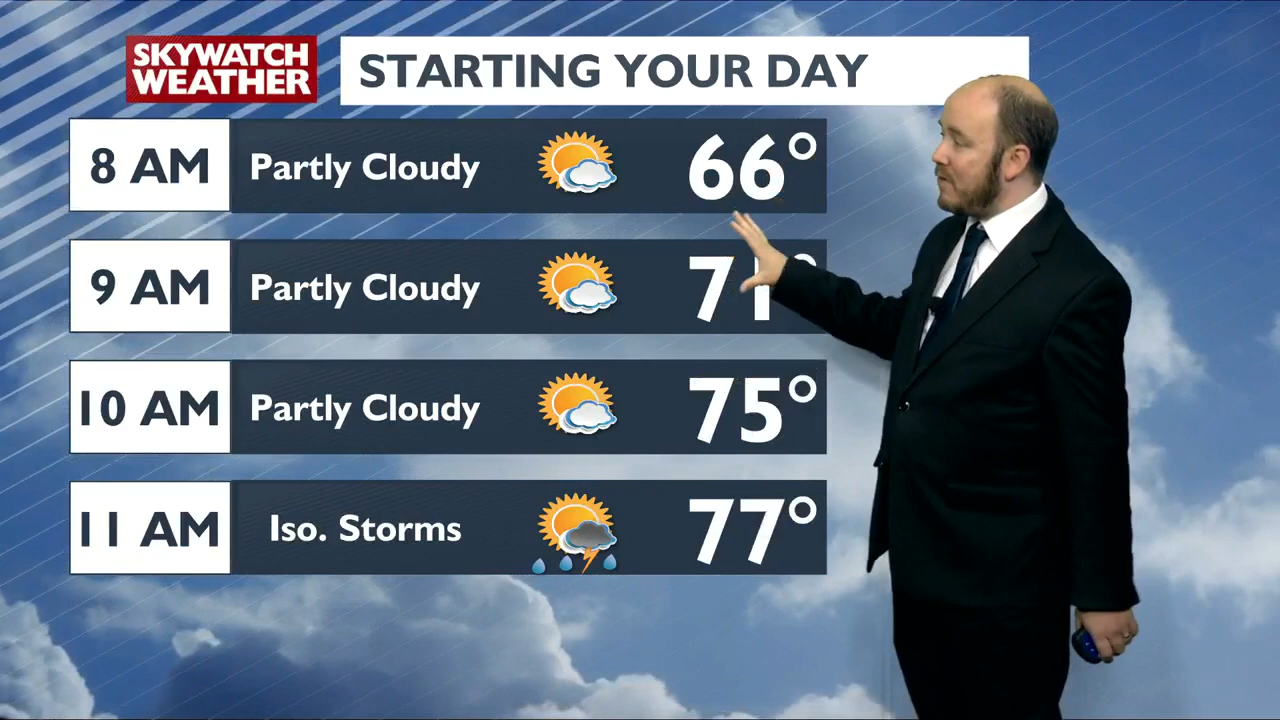 SKYWATCH
WEATHER
STARTING YOUR DAY
8 AM Partly Cloudy 66°
9 AM Partly Cloudy 71°
10 AM Partly Cloudy 75°
11 AM Iso. Storms 77°